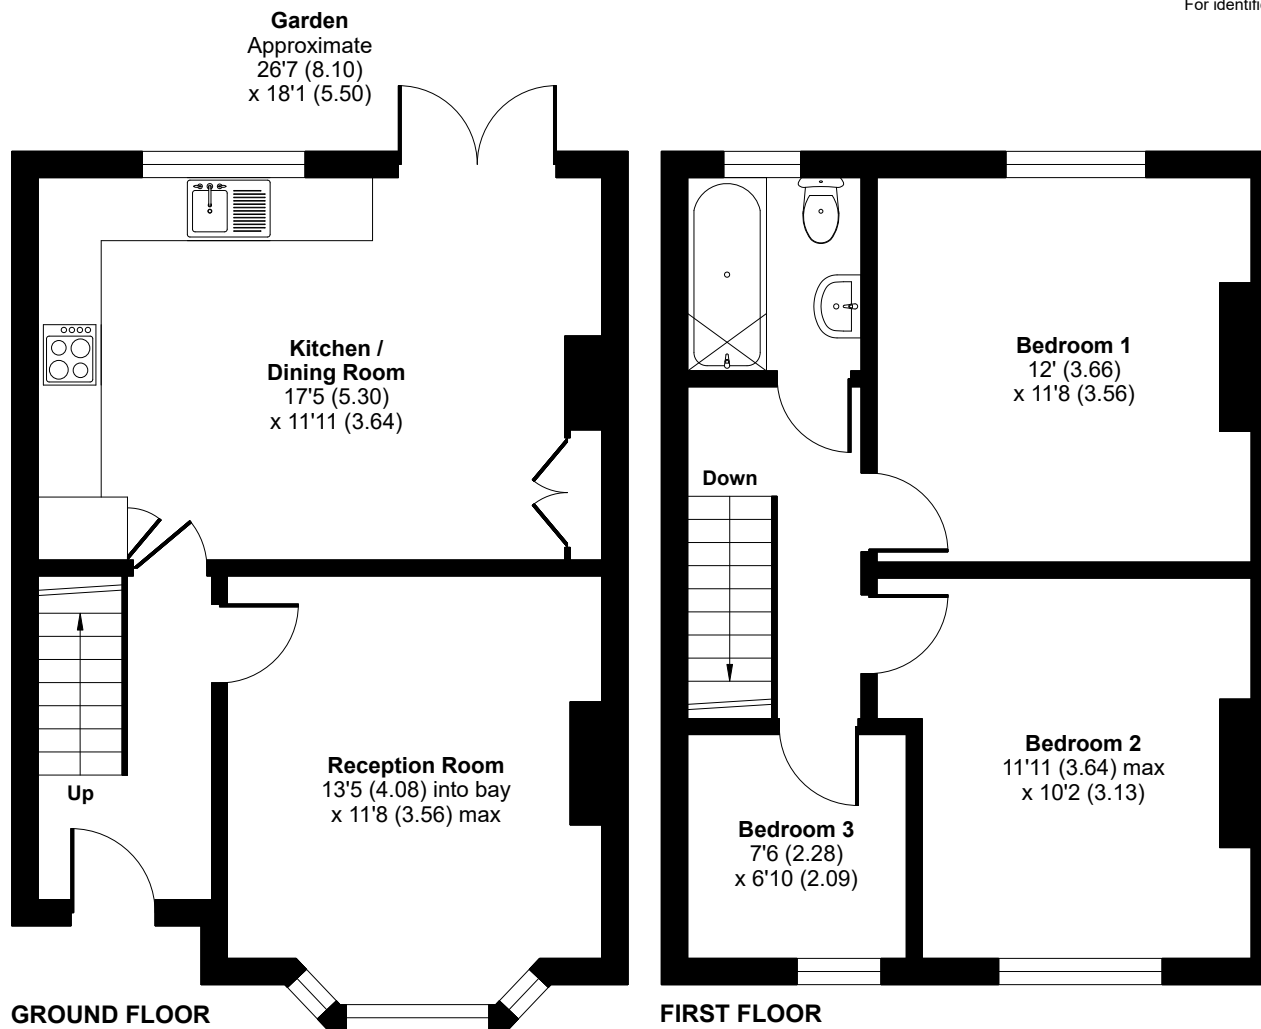 For identifi
Garden
Approximate
26'7 (8.10)
x 18'1 (5.50)
Kitchen /
Dining Room
17'5 (5.30)
x 11'11 (3.64)
Up
Reception Room
13'5 (4.08) into bay
x 11'8 (3.56) max
GROUND FLOOR
Bedroom 1
12' (3.66)
x 11'8 (3.56)
Down
Bedroom 2
11'11 (3.64) max
x 10'2 (3.13)
Bedroom 3
7'6 (2.28)
x 6'10 (2.09)
FIRST FLOOR